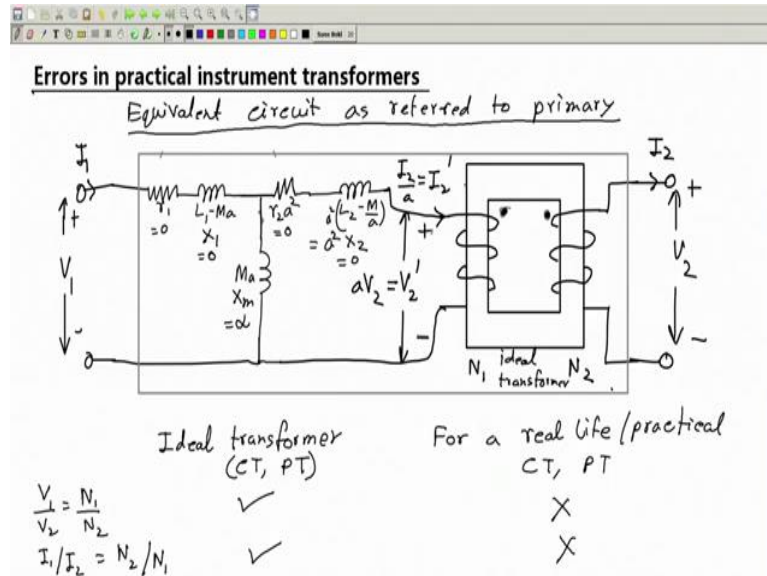 Errors in practical instrument transformers
Equivalent circuit as referred to primary
I₁
r₁ =0
L₁-Ma X₁ =0
r₂a² =0
a²(L₂-M/a) = a²X₂ =0
I₂/a = I₂'
I₂
+
V₁
-
Ma Xm =α
+
aV₂ = V₂'
-
+
V₂
-
N₁ ideal transformer N₂
Ideal transformer (CT, PT)
For a real life/practical CT, PT
V₁/V₂ = N₁/N₂ ✓ X
I₁/I₂ = N₂/N₁ ✓ X